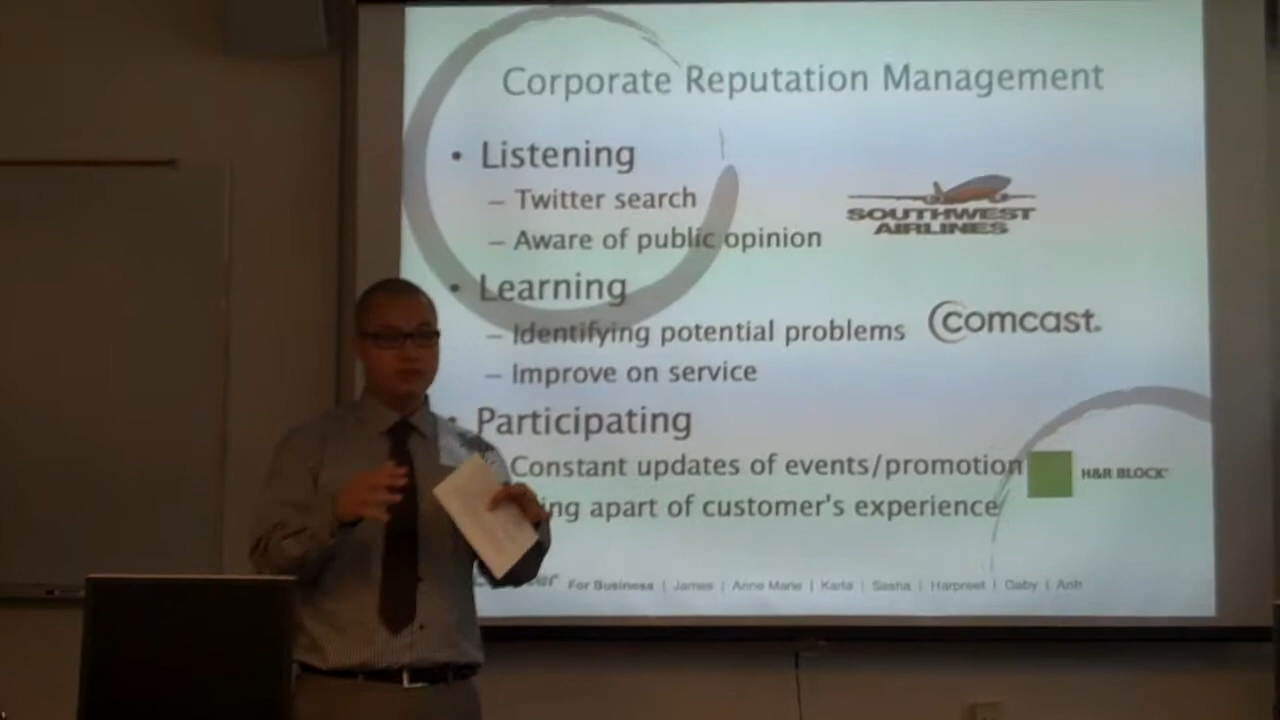 Corporate Reputation Management
• Listening
– Twitter search
– Aware of public opinion
SOUTHWEST
AIRLINES
• Learning
– Identifying potential problems
– Improve on service
comcast.
• Participating
Constant updates of events/promotion
H&R BLOCK
apart of customer's experience
For Business | James | Anne Marie | Karla | Sasha | Harpreet | Gaby | Anh